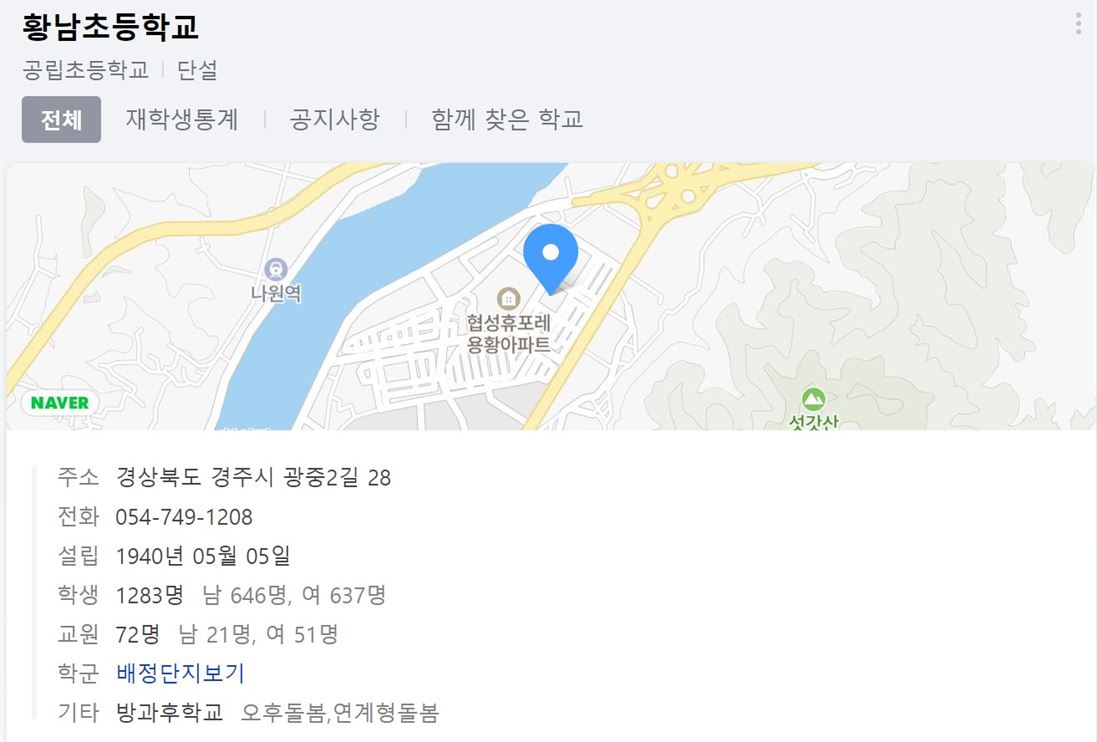 황남초등학교
공립초등학교 | 단설
전체 재학생통계 | 공지사항 | 함께 찾은 학교
나원역
협성휴포레
용황아파트
NAVER
섯갓산
주소 경상북도 경주시 광중2길 28
전화 054-749-1208
설립 1940년 05월 05일
학생 1283명 남 646명, 여 637명
교원 72명 남 21명, 여 51명
학군 배정단지보기
기타 방과후학교 오후돌봄,연계형돌봄